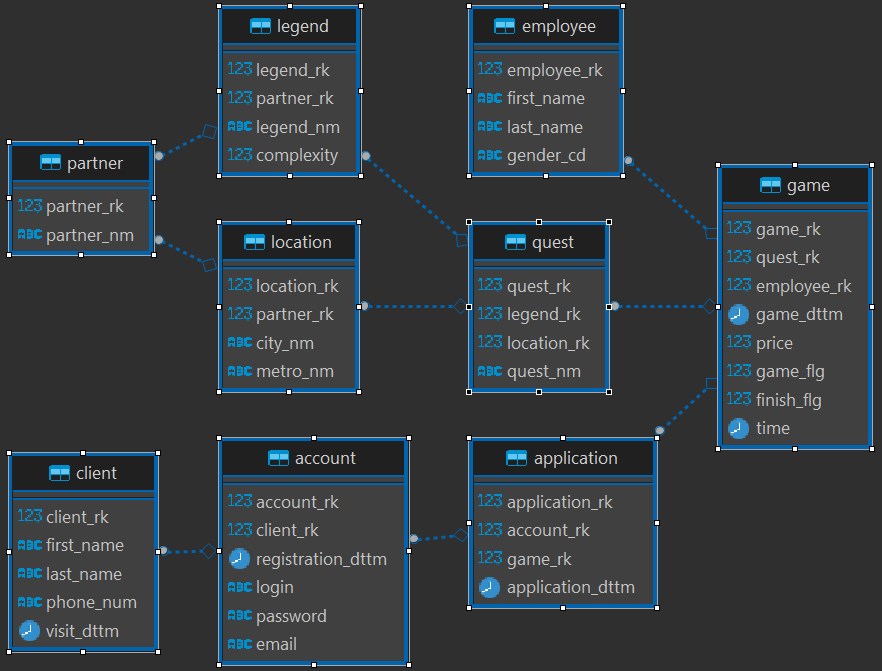 legend
123 legend_rk
123 partner_rk
ABC legend_nm
123 complexity
employee
123 employee_rk
ABC first_name
ABC last_name
ABC gender_cd
partner
123 partner_rk
ABC partner_nm
game
123 game_rk
123 quest_rk
123 employee_rk
game_dttm
123 price
123 game_flg
123 finish_flg
time
location
123 location_rk
123 partner_rk
ABC city_nm
ABC metro_nm
quest
123 quest_rk
123 legend_rk
123 location_rk
ABC quest_nm
client
123 client_rk
ABC first_name
ABC last_name
ABC phone_num
visit_dttm
account
123 account_rk
123 client_rk
registration_dttm
ABC login
ABC password
ABC email
application
123 application_rk
123 account_rk
123 game_rk
application_dttm